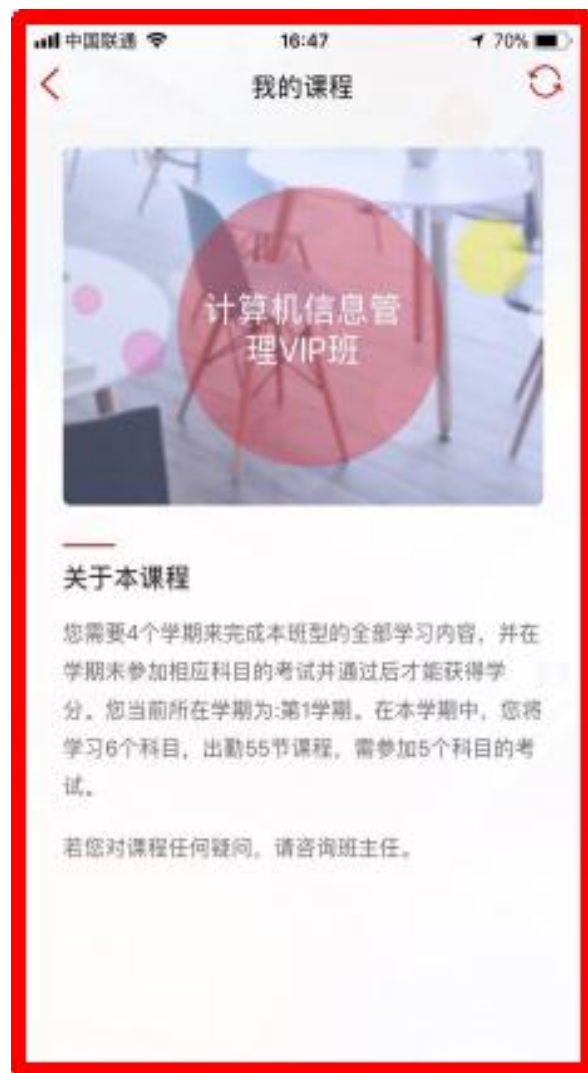 中国联通 16:47 70%
我的课程
计算机信息管
理VIP班
关于本课程
您需要4个学期来完成本班型的全部学习内容，并在
学期末参加相应科目的考试并通过后才能获得学
分。您当前所在学期为:第1学期。在本学期中，您将
学习6个科目，出勤55节课程，需参加5个科目的考
试。
若您对课程任何疑问，请咨询班主任。